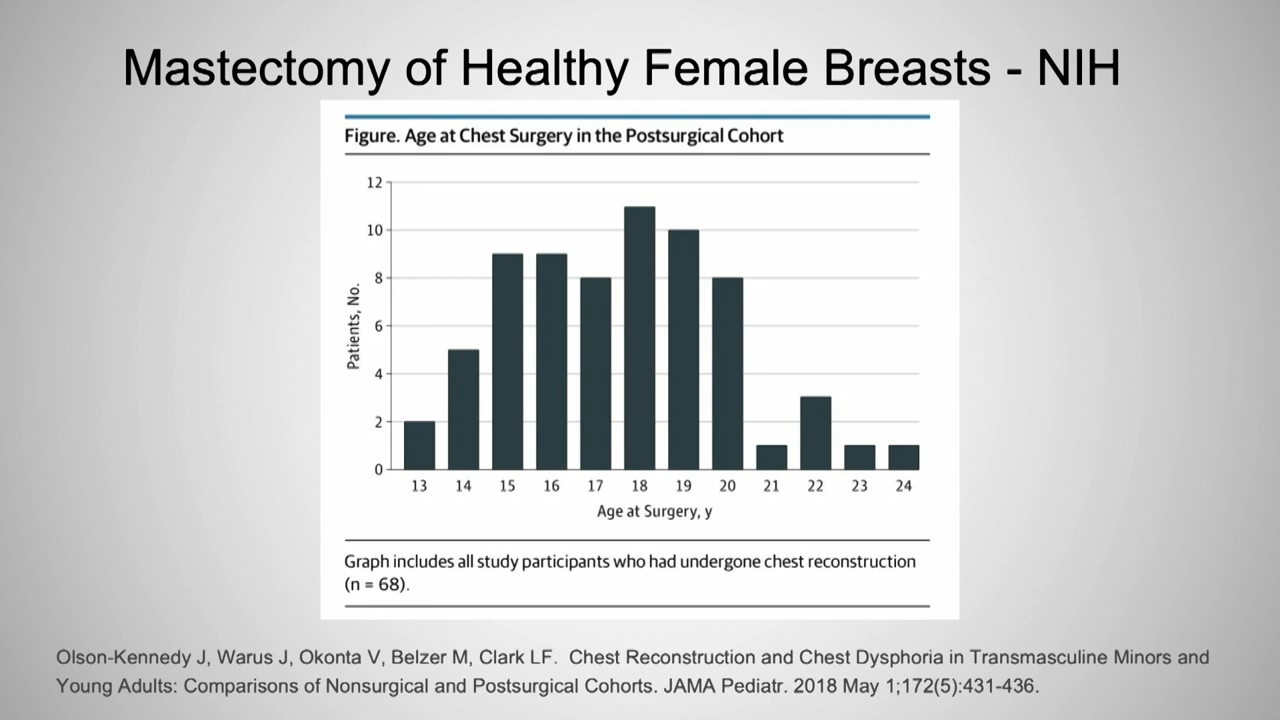 Mastectomy of Healthy Female Breasts - NIH
Figure. Age at Chest Surgery in the Postsurgical Cohort
12
10
8
6
4
2
0
Patients, No.
13 14 15 16 17 18 19 20 21 22 23 24
Age at Surgery, y
Graph includes all study participants who had undergone chest reconstruction
(n = 68).
Olson-Kennedy J, Warus J, Okonta V, Belzer M, Clark LF. Chest Reconstruction and Chest Dysphoria in Transmasculine Minors and
Young Adults: Comparisons of Nonsurgical and Postsurgical Cohorts. JAMA Pediatr. 2018 May 1;172(5):431-436.